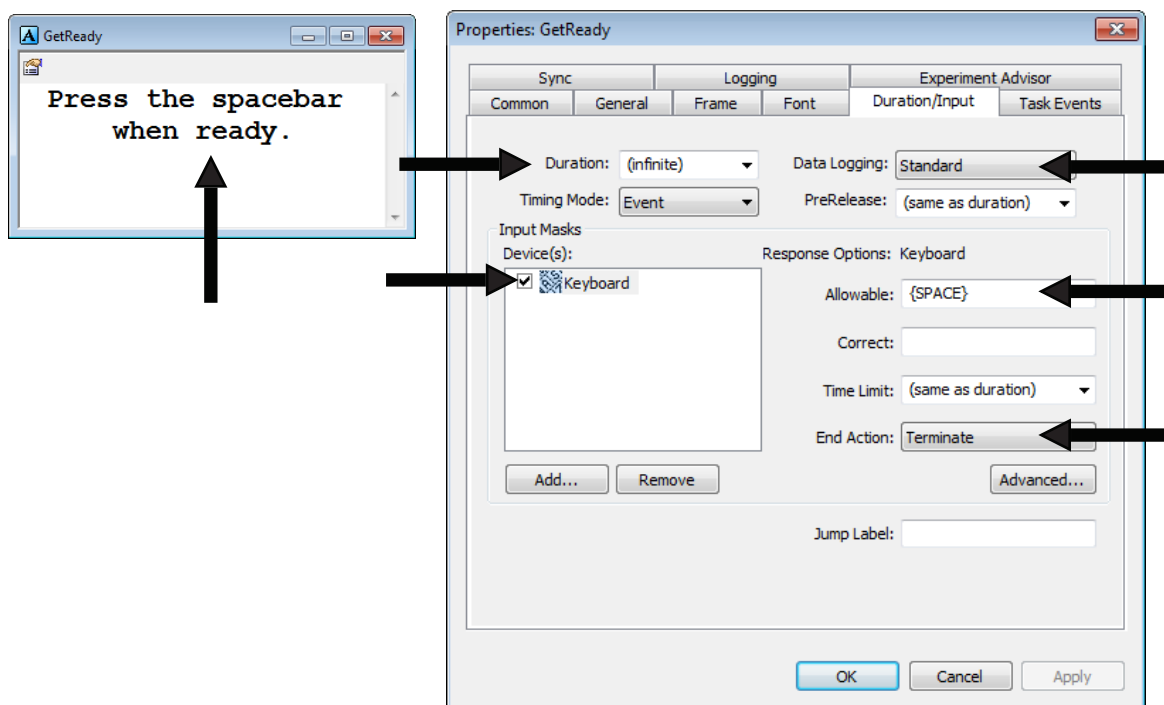 GetReady
Press the spacebar
when ready.
Properties: GetReady
Sync Logging Experiment Advisor
Common General Frame Font Duration/Input Task Events
Duration: (infinite) Data Logging: Standard
Timing Mode: Event PreRelease: (same as duration)
Input Masks
Device(s): Response Options: Keyboard
Keyboard
Allowable: {SPACE}
Correct:
Time Limit: (same as duration)
End Action: Terminate
Add... Remove Advanced...
Jump Label:
OK Cancel Apply